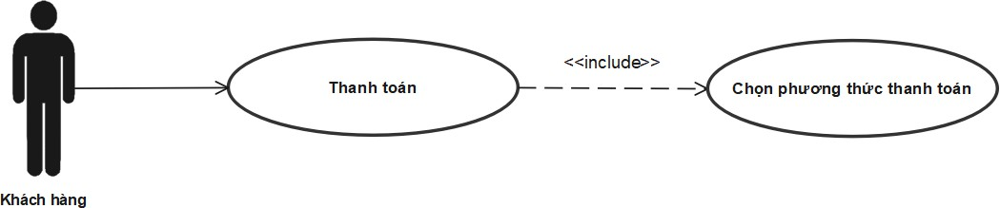 <<include>>
Thanh toán
Chọn phương thức thanh toán
Khách hàng